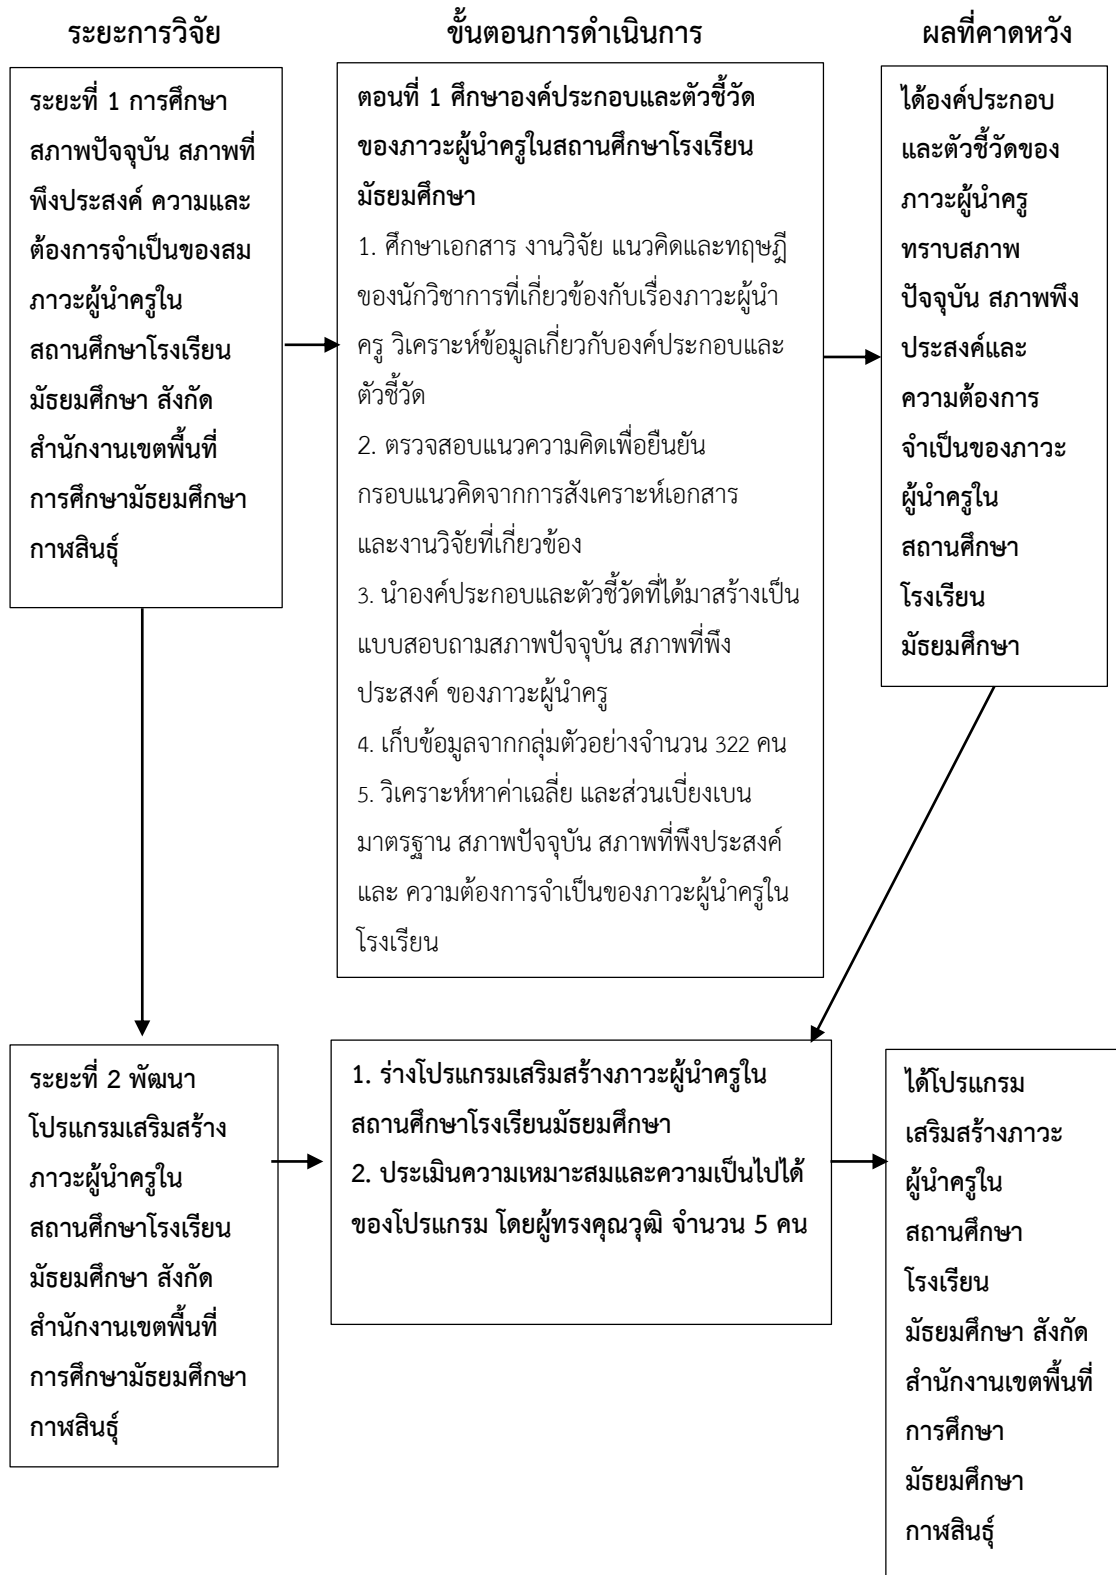 ระยะการวิจัย
ขั้นตอนการดำเนินการ
ผลที่คาดหวัง
ระยะที่ 1 การศึกษา
สภาพปัจจุบัน สภาพที่
พึงประสงค์ ความและ
ต้องการจำเป็นของสม
ภาวะผู้นำครูใน
สถานศึกษาโรงเรียน
มัธยมศึกษา สังกัด
สำนักงานเขตพื้นที่
การศึกษามัธยมศึกษา
กาฬสินธุ์
ตอนที่ 1 ศึกษาองค์ประกอบและตัวชี้วัด
ของภาวะผู้นำครูในสถานศึกษาโรงเรียน
มัธยมศึกษา
1. ศึกษาเอกสาร งานวิจัย แนวคิดและทฤษฎี
ของนักวิชาการที่เกี่ยวข้องกับเรื่องภาวะผู้นำ
ครู วิเคราะห์ข้อมูลเกี่ยวกับองค์ประกอบและ
ตัวชี้วัด
2. ตรวจสอบแนวความคิดเพื่อยืนยัน
กรอบแนวคิดจากการสังเคราะห์เอกสาร
และงานวิจัยที่เกี่ยวข้อง
3. นำองค์ประกอบและตัวชี้วัดที่ได้มาสร้างเป็น
แบบสอบถามสภาพปัจจุบัน สภาพที่พึง
ประสงค์ ของภาวะผู้นำครู
4. เก็บข้อมูลจากกลุ่มตัวอย่างจำนวน 322 คน
5. วิเคราะห์หาค่าเฉลี่ย และส่วนเบี่ยงเบน
มาตรฐาน สภาพปัจจุบัน สภาพที่พึงประสงค์
และ ความต้องการจำเป็นของภาวะผู้นำครูใน
โรงเรียน
ได้องค์ประกอบ
และตัวชี้วัดของ
ภาวะผู้นำครู
ทราบสภาพ
ปัจจุบัน สภาพพึง
ประสงค์และ
ความต้องการ
จำเป็นของภาวะ
ผู้นำครูใน
สถานศึกษา
โรงเรียน
มัธยมศึกษา
ระยะที่ 2 พัฒนา
โปรแกรมเสริมสร้าง
ภาวะผู้นำครูใน
สถานศึกษาโรงเรียน
มัธยมศึกษา สังกัด
สำนักงานเขตพื้นที่
การศึกษามัธยมศึกษา
กาฬสินธุ์
1. ร่างโปรแกรมเสริมสร้างภาวะผู้นำครูใน
สถานศึกษาโรงเรียนมัธยมศึกษา
2. ประเมินความเหมาะสมและความเป็นไปได้
ของโปรแกรม โดยผู้ทรงคุณวุฒิ จำนวน 5 คน
ได้โปรแกรม
เสริมสร้างภาวะ
ผู้นำครูใน
สถานศึกษา
โรงเรียน
มัธยมศึกษา สังกัด
สำนักงานเขตพื้นที่
การศึกษา
มัธยมศึกษา
กาฬสินธุ์